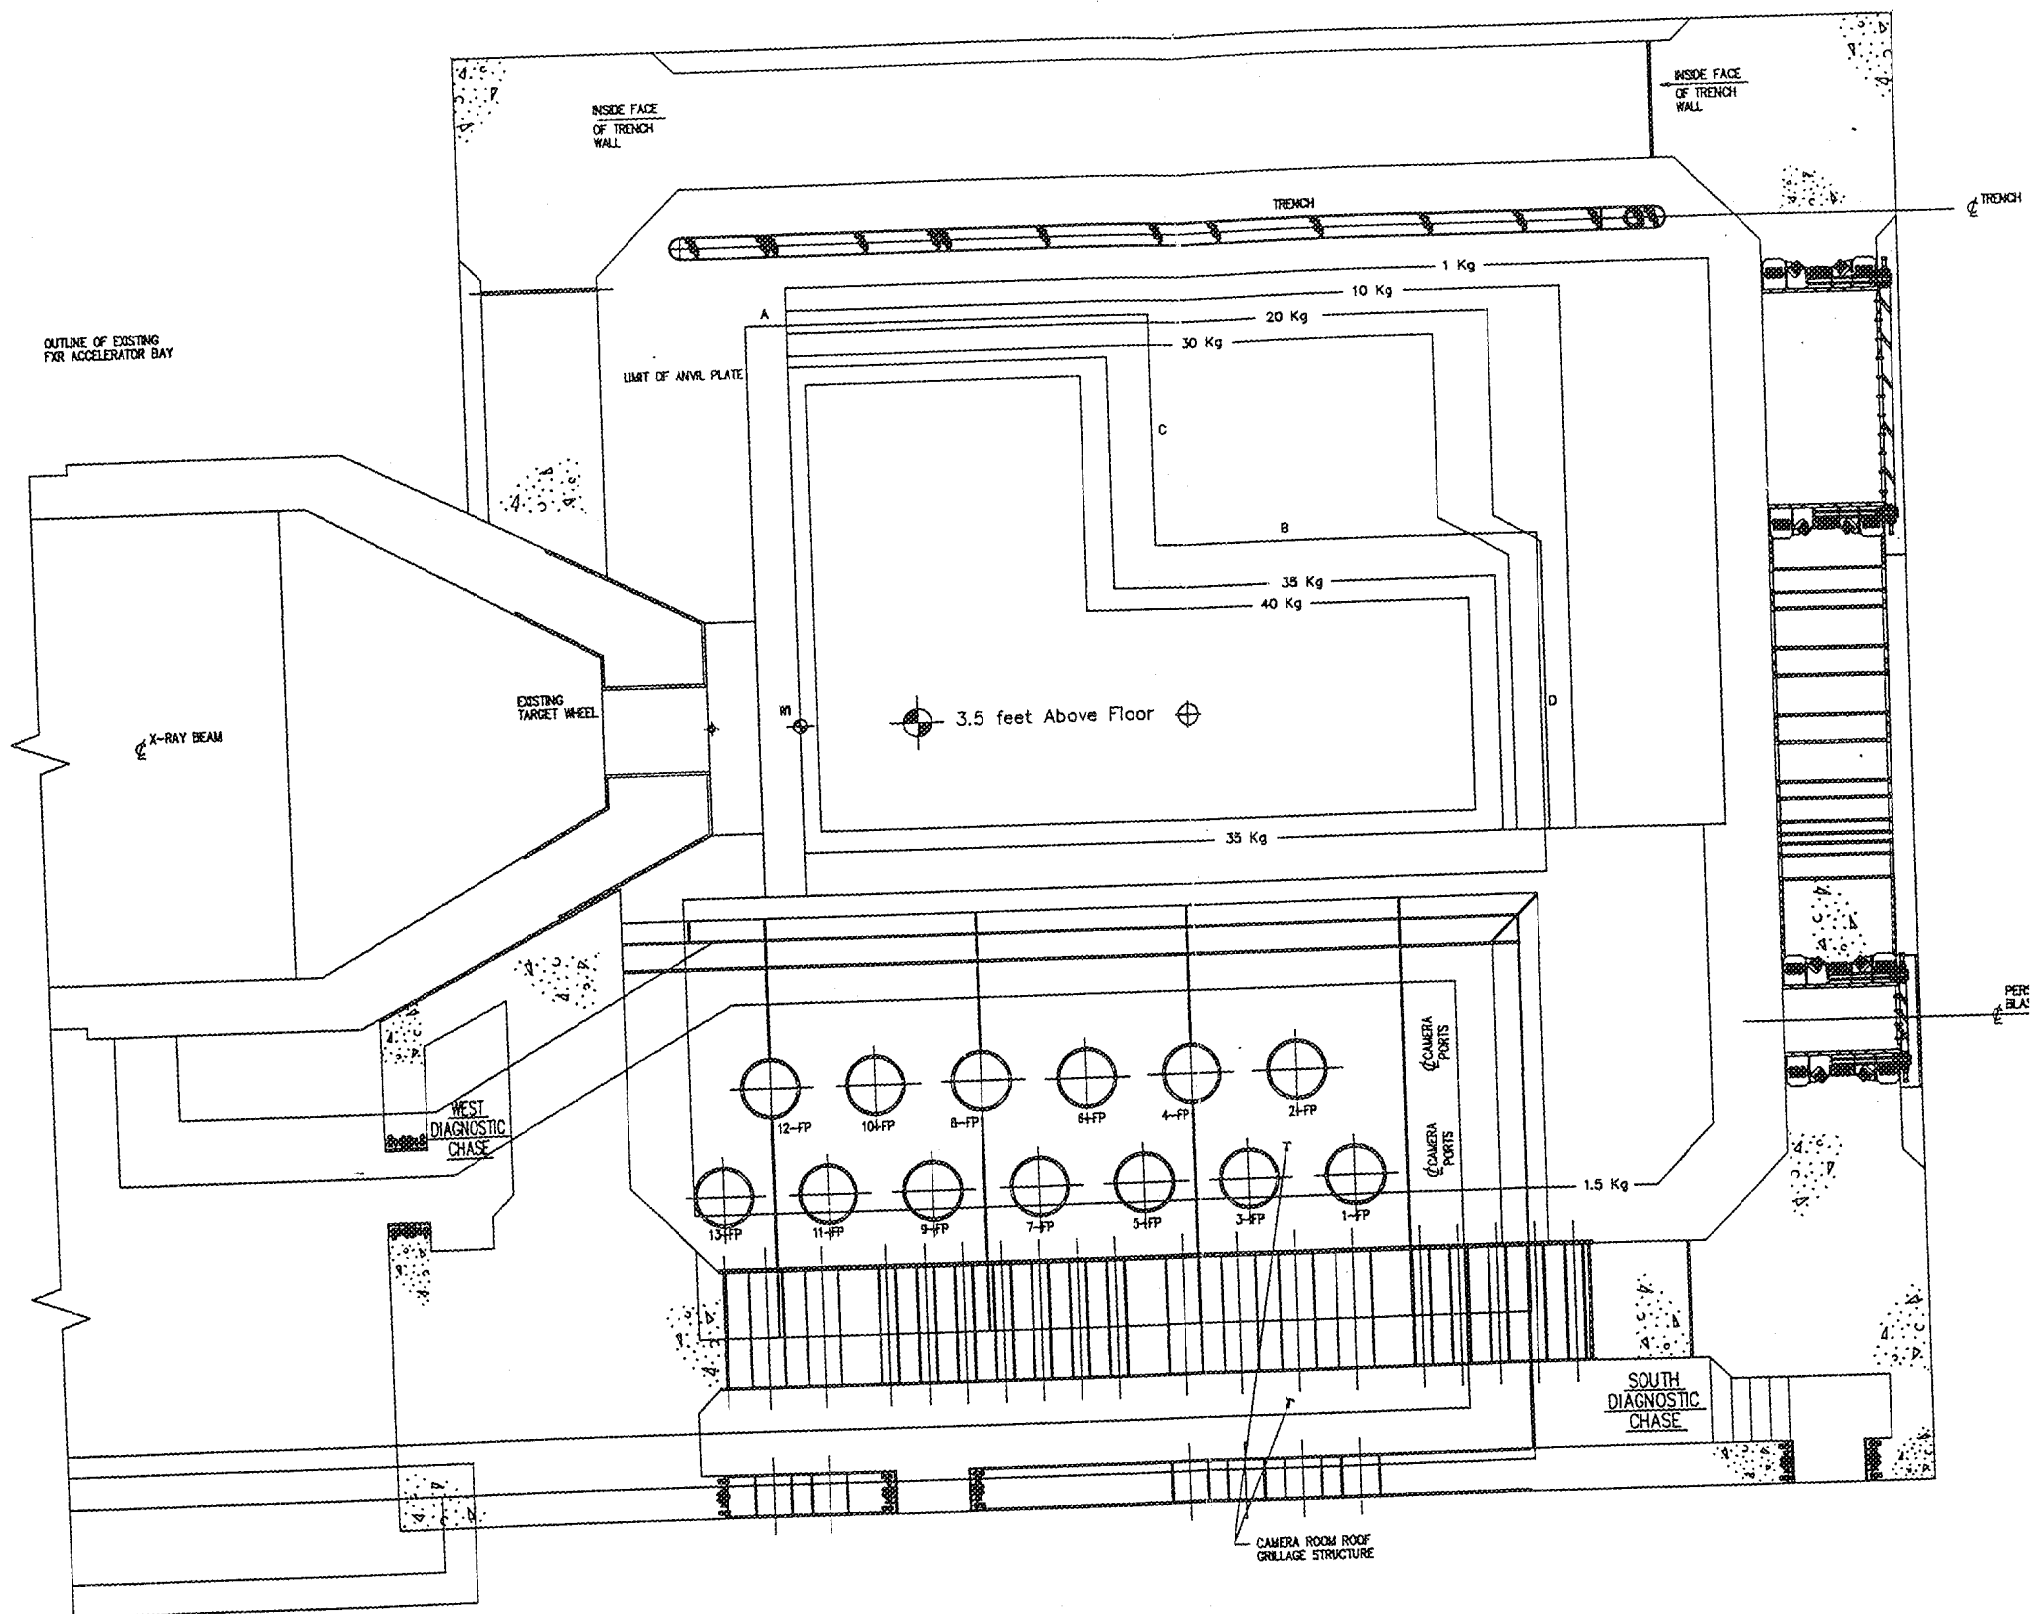 INSIDE FACE
OF TRENCH
WALL
INSIDE FACE
OF TRENCH
WALL
TRENCH
℄ TRENCH
1 Kg
10 Kg
A
20 Kg
30 Kg
OUTLINE OF EXISTING
FXR ACCELERATOR BAY
LIMIT OF ANVIL PLATE
C
B
35 Kg
40 Kg
EXISTING
TARGET WHEEL
3.5 feet Above Floor
D
℄ X-RAY BEAM
35 Kg
PERS
BLAS
℄
℄ CAMERA
PORTS
12-FP
10-FP
8-FP
6-FP
4-FP
2-FP
WEST
DIAGNOSTIC
CHASE
℄ CAMERA
PORTS
1.5 Kg
13-FP
11-FP
9-FP
7-FP
5-FP
3-FP
1-FP
SOUTH
DIAGNOSTIC
CHASE
CAMERA ROOM ROOF
GRILLAGE STRUCTURE